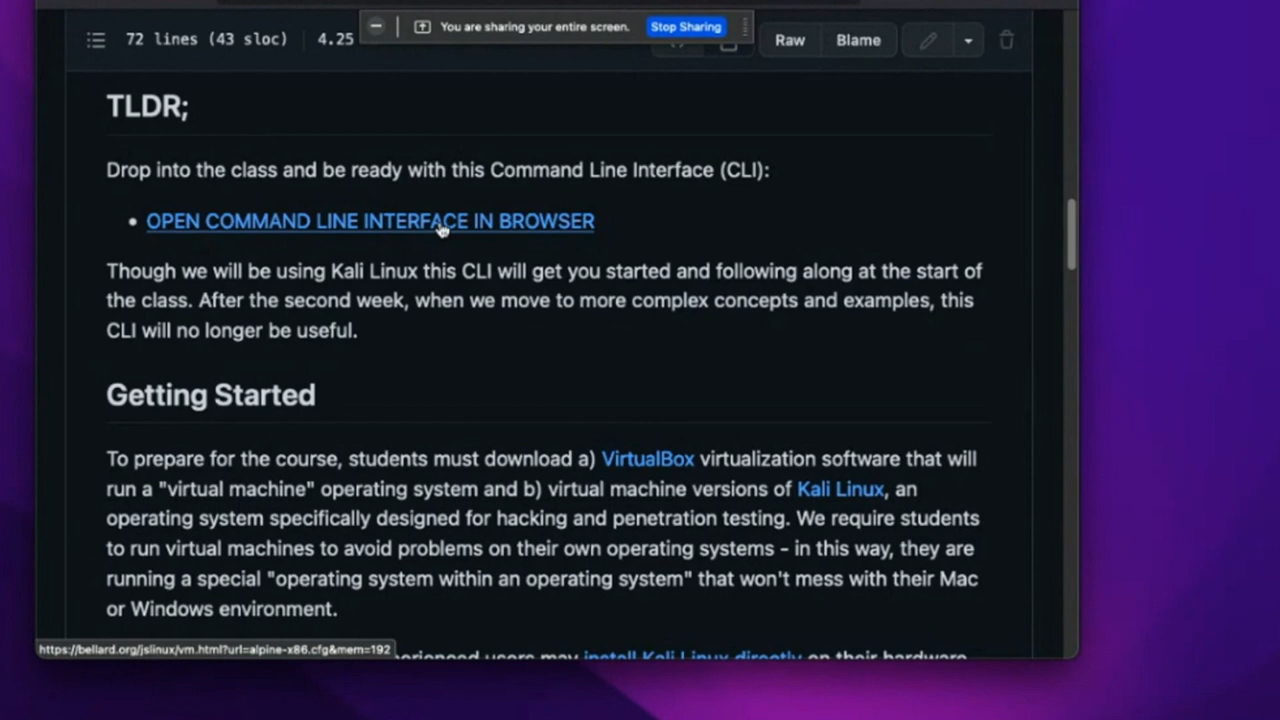 72 lines (43 sloc)
4.25
You are sharing your entire screen.
Stop Sharing
Raw
Blame
TLDR;
Drop into the class and be ready with this Command Line Interface (CLI):
• OPEN COMMAND LINE INTERFACE IN BROWSER
Though we will be using Kali Linux this CLI will get you started and following along at the start of
the class. After the second week, when we move to more complex concepts and examples, this
CLI will no longer be useful.
Getting Started
To prepare for the course, students must download a) VirtualBox virtualization software that will
run a "virtual machine" operating system and b) virtual machine versions of Kali Linux, an
operating system specifically designed for hacking and penetration testing. We require students
to run virtual machines to avoid problems on their own operating systems - in this way, they are
running a special "operating system within an operating system" that won't mess with their Mac
or Windows environment.
https://bellard.org/jslinux/vm.html?url=alpine-x86.cfg&mem=192
users may install Kali Linux directly on their hardware